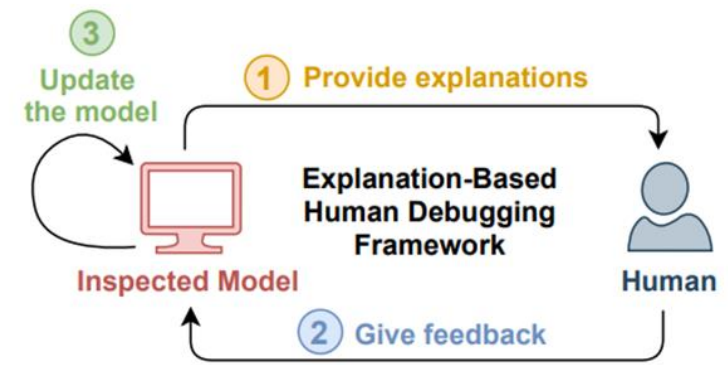 3
Update
the model
1 Provide explanations
Explanation-Based
Human Debugging
Framework
Inspected Model
Human
2 Give feedback